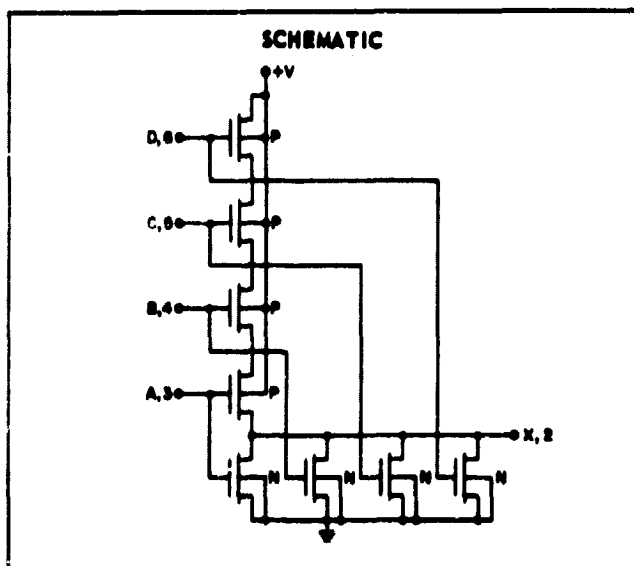 SCHEMATIC
+V
D,6 P
C,5 P
B,4 P
A,3 P
X,2
N N N N